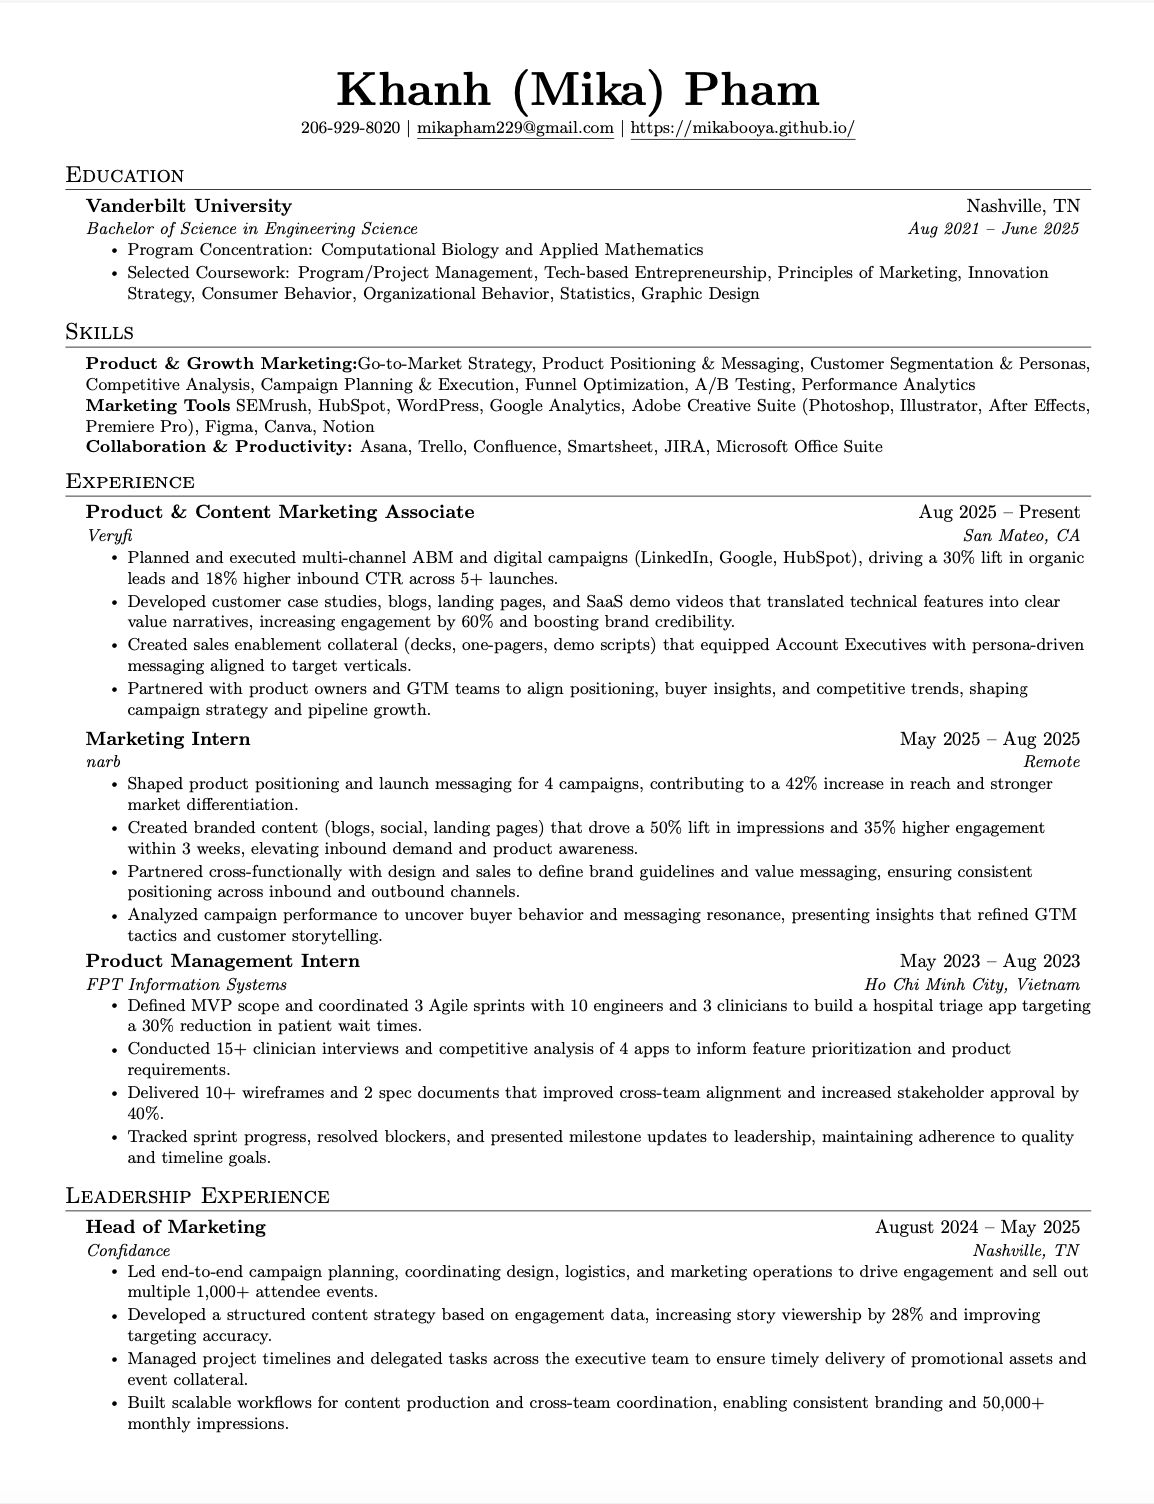 Khanh (Mika) Pham
206-929-8020 | mikapham229@gmail.com | https://mikabooya.github.io/
Education
Vanderbilt University Nashville, TN
Bachelor of Science in Engineering Science Aug 2021 – June 2025
• Program Concentration: Computational Biology and Applied Mathematics
• Selected Coursework: Program/Project Management, Tech-based Entrepreneurship, Principles of Marketing, Innovation
Strategy, Consumer Behavior, Organizational Behavior, Statistics, Graphic Design
Skills
Product & Growth Marketing:Go-to-Market Strategy, Product Positioning & Messaging, Customer Segmentation & Personas,
Competitive Analysis, Campaign Planning & Execution, Funnel Optimization, A/B Testing, Performance Analytics
Marketing Tools SEMrush, HubSpot, WordPress, Google Analytics, Adobe Creative Suite (Photoshop, Illustrator, After Effects,
Premiere Pro), Figma, Canva, Notion
Collaboration & Productivity: Asana, Trello, Confluence, Smartsheet, JIRA, Microsoft Office Suite
Experience
Product & Content Marketing Associate Aug 2025 – Present
Veryfi San Mateo, CA
• Planned and executed multi-channel ABM and digital campaigns (LinkedIn, Google, HubSpot), driving a 30% lift in organic
leads and 18% higher inbound CTR across 5+ launches.
• Developed customer case studies, blogs, landing pages, and SaaS demo videos that translated technical features into clear
value narratives, increasing engagement by 60% and boosting brand credibility.
• Created sales enablement collateral (decks, one-pagers, demo scripts) that equipped Account Executives with persona-driven
messaging aligned to target verticals.
• Partnered with product owners and GTM teams to align positioning, buyer insights, and competitive trends, shaping
campaign strategy and pipeline growth.
Marketing Intern May 2025 – Aug 2025
narb Remote
• Shaped product positioning and launch messaging for 4 campaigns, contributing to a 42% increase in reach and stronger
market differentiation.
• Created branded content (blogs, social, landing pages) that drove a 50% lift in impressions and 35% higher engagement
within 3 weeks, elevating inbound demand and product awareness.
• Partnered cross-functionally with design and sales to define brand guidelines and value messaging, ensuring consistent
positioning across inbound and outbound channels.
• Analyzed campaign performance to uncover buyer behavior and messaging resonance, presenting insights that refined GTM
tactics and customer storytelling.
Product Management Intern May 2023 – Aug 2023
FPT Information Systems Ho Chi Minh City, Vietnam
• Defined MVP scope and coordinated 3 Agile sprints with 10 engineers and 3 clinicians to build a hospital triage app targeting
a 30% reduction in patient wait times.
• Conducted 15+ clinician interviews and competitive analysis of 4 apps to inform feature prioritization and product
requirements.
• Delivered 10+ wireframes and 2 spec documents that improved cross-team alignment and increased stakeholder approval by
40%.
• Tracked sprint progress, resolved blockers, and presented milestone updates to leadership, maintaining adherence to quality
and timeline goals.
Leadership Experience
Head of Marketing August 2024 – May 2025
Confidance Nashville, TN
• Led end-to-end campaign planning, coordinating design, logistics, and marketing operations to drive engagement and sell out
multiple 1,000+ attendee events.
• Developed a structured content strategy based on engagement data, increasing story viewership by 28% and improving
targeting accuracy.
• Managed project timelines and delegated tasks across the executive team to ensure timely delivery of promotional assets and
event collateral.
• Built scalable workflows for content production and cross-team coordination, enabling consistent branding and 50,000+
monthly impressions.